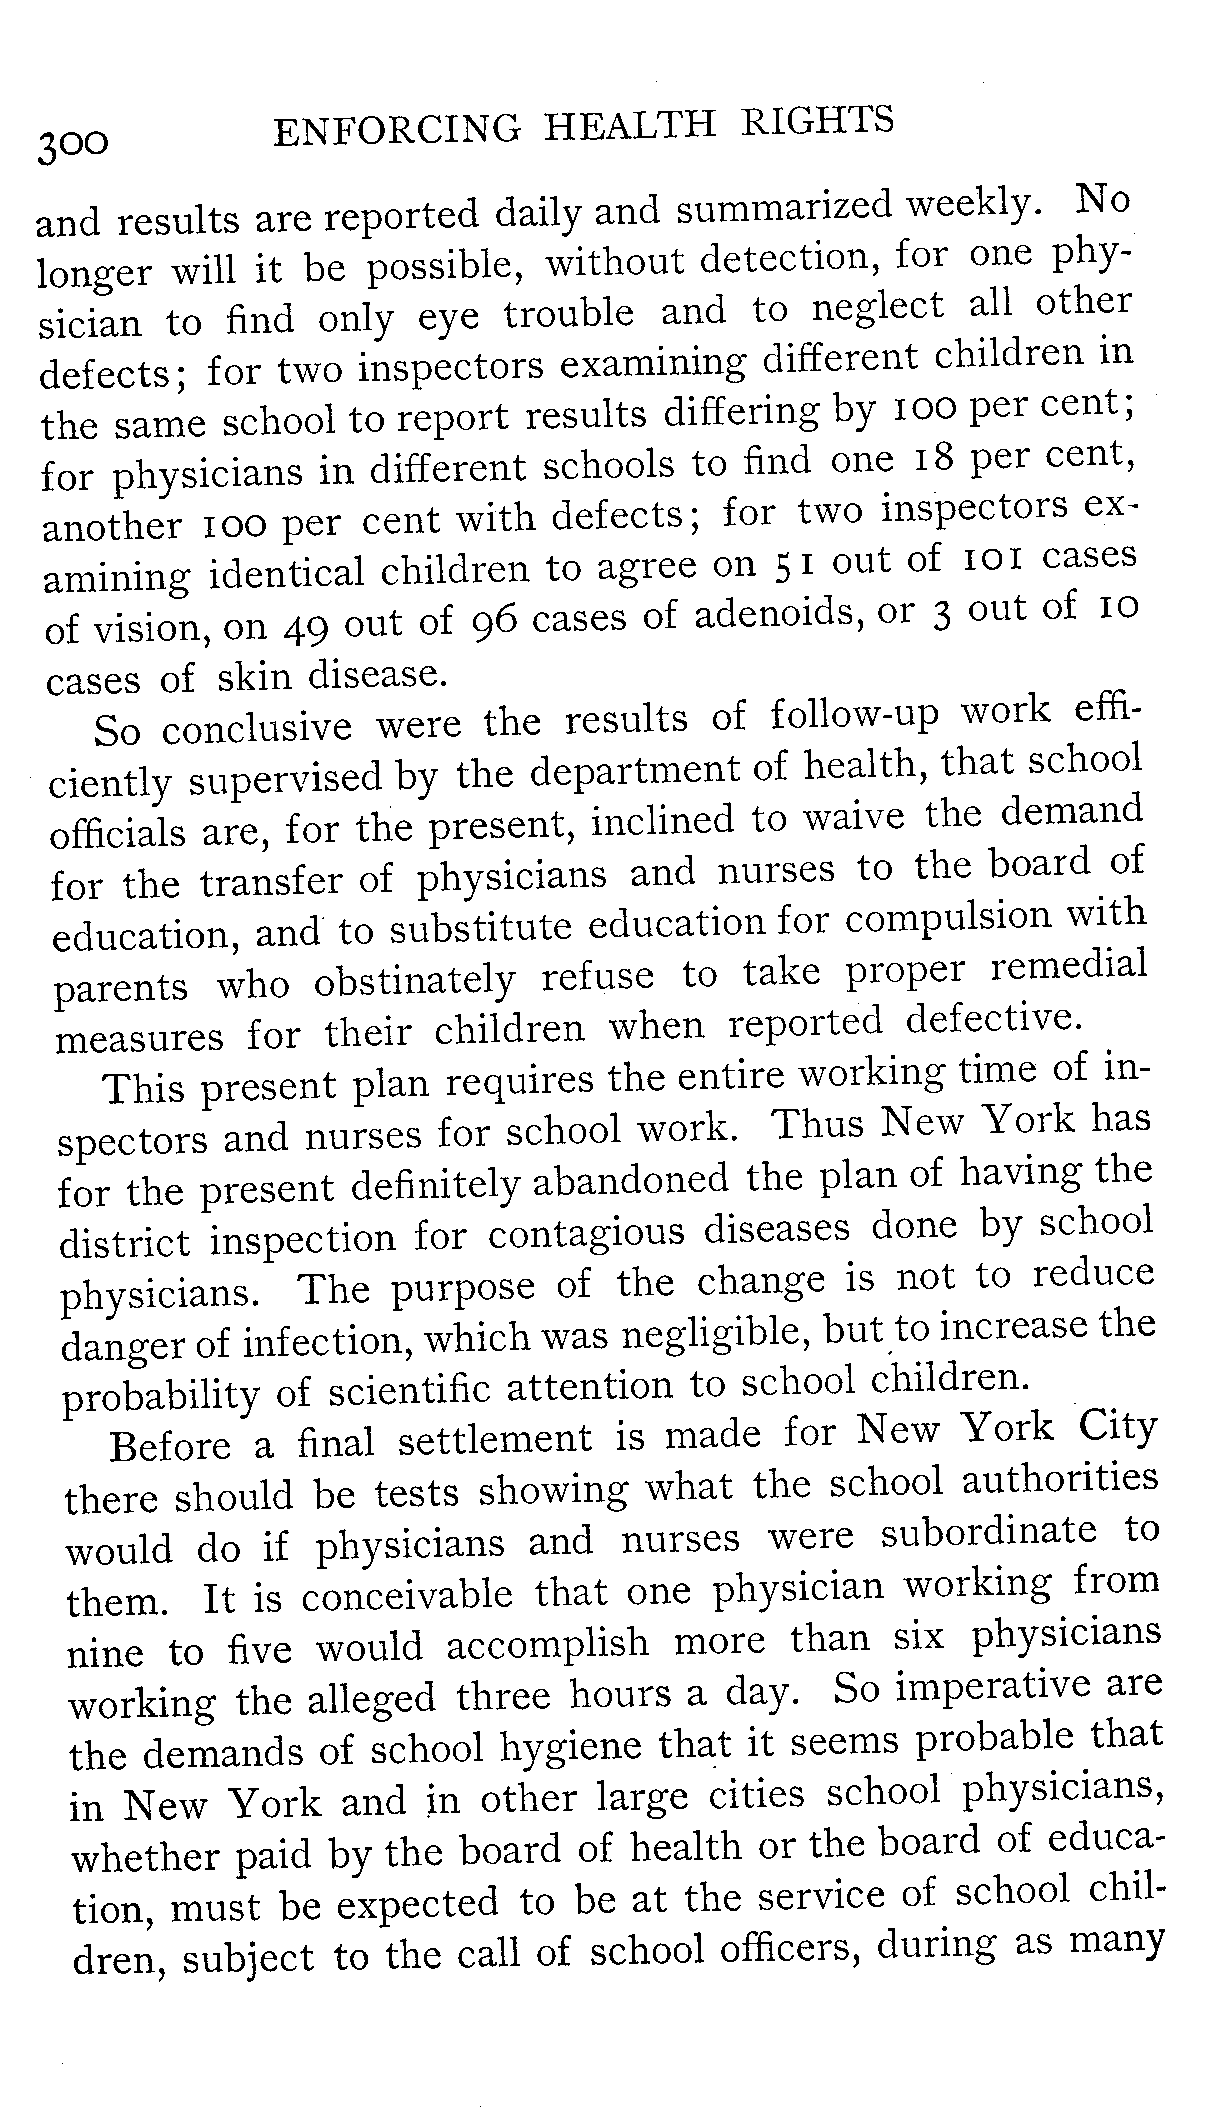 300 ENFORCING HEALTH RIGHTS
and results are reported daily and summarized weekly. No
longer will it be possible, without detection, for one phy-
sician to find only eye trouble and to neglect all other
defects; for two inspectors examining different children in
the same school to report results differing by 100 per cent;
for physicians in different schools to find one 18 per cent,
another 100 per cent with defects; for two inspectors ex-
amining identical children to agree on 51 out of 101 cases
of vision, on 49 out of 96 cases of adenoids, or 3 out of 10
cases of skin disease.
So conclusive were the results of follow-up work effi-
ciently supervised by the department of health, that school
officials are, for the present, inclined to waive the demand
for the transfer of physicians and nurses to the board of
education, and to substitute education for compulsion with
parents who obstinately refuse to take proper remedial
measures for their children when reported defective.
This present plan requires the entire working time of in-
spectors and nurses for school work. Thus New York has
for the present definitely abandoned the plan of having the
district inspection for contagious diseases done by school
physicians. The purpose of the change is not to reduce
danger of infection, which was negligible, but to increase the
probability of scientific attention to school children.
Before a final settlement is made for New York City
there should be tests showing what the school authorities
would do if physicians and nurses were subordinate to
them. It is conceivable that one physician working from
nine to five would accomplish more than six physicians
working the alleged three hours a day. So imperative are
the demands of school hygiene that it seems probable that
in New York and in other large cities school physicians,
whether paid by the board of health or the board of educa-
tion, must be expected to be at the service of school chil-
dren, subject to the call of school officers, during as many